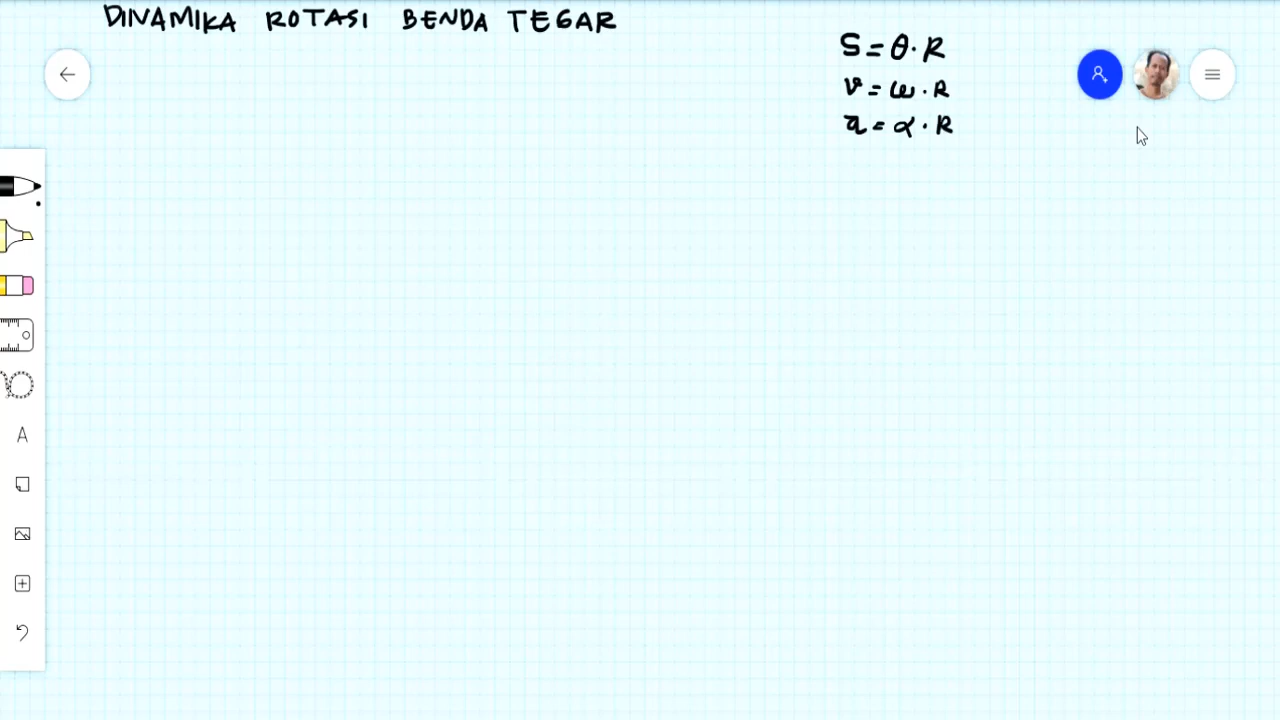 DINAMIKA ROTASI BENDA TEGAR
S = θ · R
v = ω · R
a = α · R
A